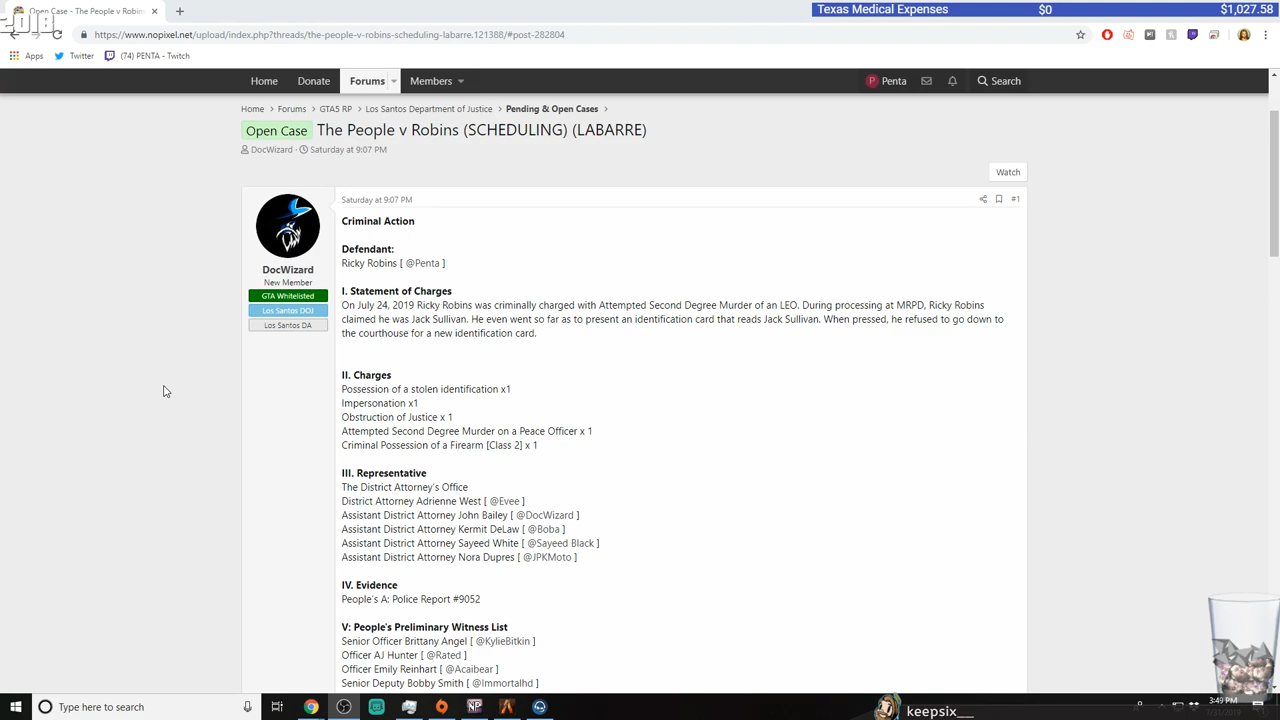 Open Case - The People v Robin
2018
Texas Medical Expenses $0 $1,027.58
https://www.nopixel.net/upload/index.php?threads/the-people-v-robins-scheduling-labarre.121388/#post-282804
Apps Twitter (74) PENTA - Twitch
Home Donate Forums Members Penta Search
Home Forums GTA5 RP Los Santos Department of Justice Pending & Open Cases
Open Case The People v Robins (SCHEDULING) (LABARRE)
DocWizard · Saturday at 9:07 PM
Watch
Saturday at 9:07 PM #1
DocWizard
New Member
GTA Whitelisted
Los Santos DOJ
Los Santos DA
Criminal Action
Defendant:
Ricky Robins [ @Penta ]
I. Statement of Charges
On July 24, 2019 Ricky Robins was criminally charged with Attempted Second Degree Murder of an LEO. During processing at MRPD, Ricky Robins
claimed he was Jack Sullivan. He even went so far as to present an identification card that reads Jack Sullivan. When pressed, he refused to go down to
the courthouse for a new identification card.
II. Charges
Possession of a stolen identification x1
Impersonation x1
Obstruction of Justice x 1
Attempted Second Degree Murder on a Peace Officer x 1
Criminal Possession of a Firearm [Class 2] x 1
III. Representative
The District Attorney's Office
District Attorney Adrienne West [ @Evee ]
Assistant District Attorney John Bailey [ @DocWizard ]
Assistant District Attorney Kermit DeLaw [ @Boba ]
Assistant District Attorney Sayeed White [ @Sayeed Black ]
Assistant District Attorney Nora Dupres [ @JPKMoto ]
IV. Evidence
People's A: Police Report #9052
V: People's Preliminary Witness List
Senior Officer Brittany Angel [ @KylieBitkin ]
Officer AJ Hunter [ @Rated ]
Officer Emily Reinhart [ @Acaibear ]
Senior Deputy Bobby Smith [ @Immortalhd ]
Type here to search
keepsix__
3:49 PM
7/31/2019